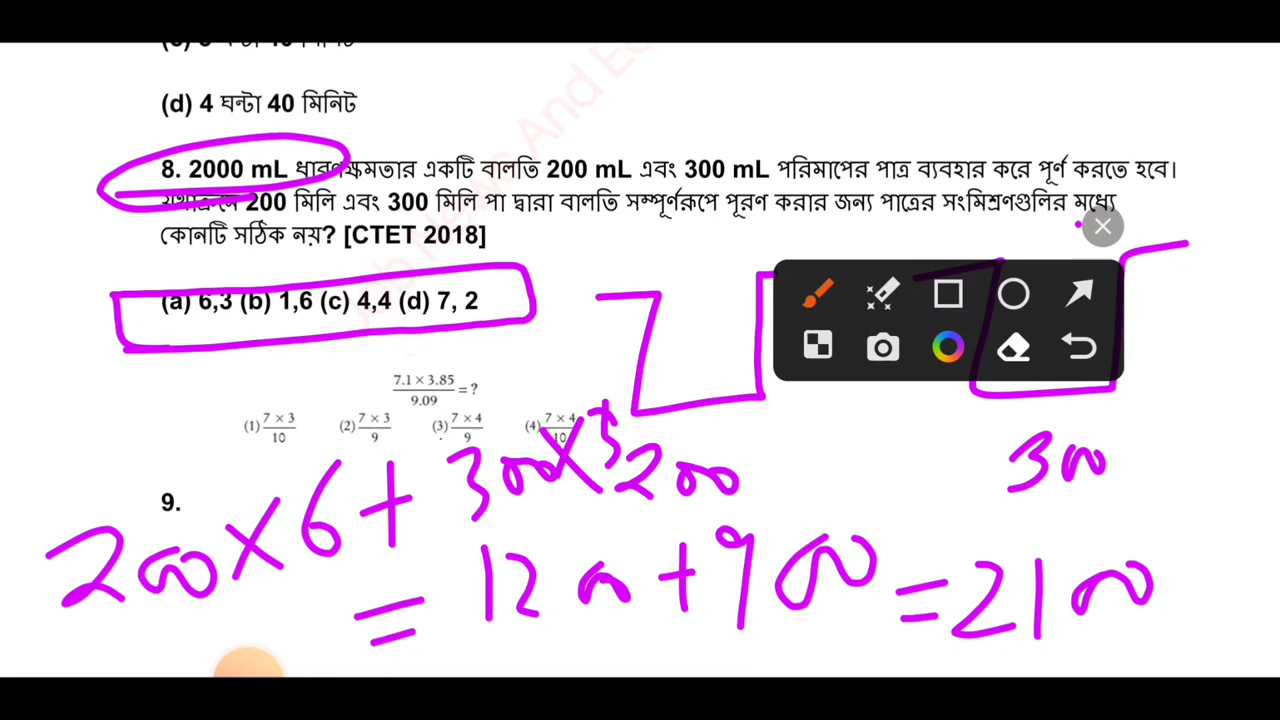 (d) 4 ঘন্টা 40 মিনিট
8. 2000 mL ধারণক্ষমতার একটি বালতি 200 mL এবং 300 mL পরিমাপের পাত্র ব্যবহার করে পূর্ণ করতে হবে।
যথাক্রমে 200 মিলি এবং 300 মিলি পা দ্বারা বালতি সম্পূর্ণরূপে পূরণ করার জন্য পাত্রের সংমিশ্রণগুলির মধ্যে
কোনটি সঠিক নয়? [CTET 2018]
(a) 6,3 (b) 1,6 (c) 4,4 (d) 7, 2
7.1 × 3.85 / 9.09 = ?
(1) 7 × 3 / 10 (2) 7 × 3 / 9 (3) 7 × 4 / 9 (4) 7 × 4 / 10
200 300
9.
200 × 6 + 300 × 3
= 1200 + 900 = 2100